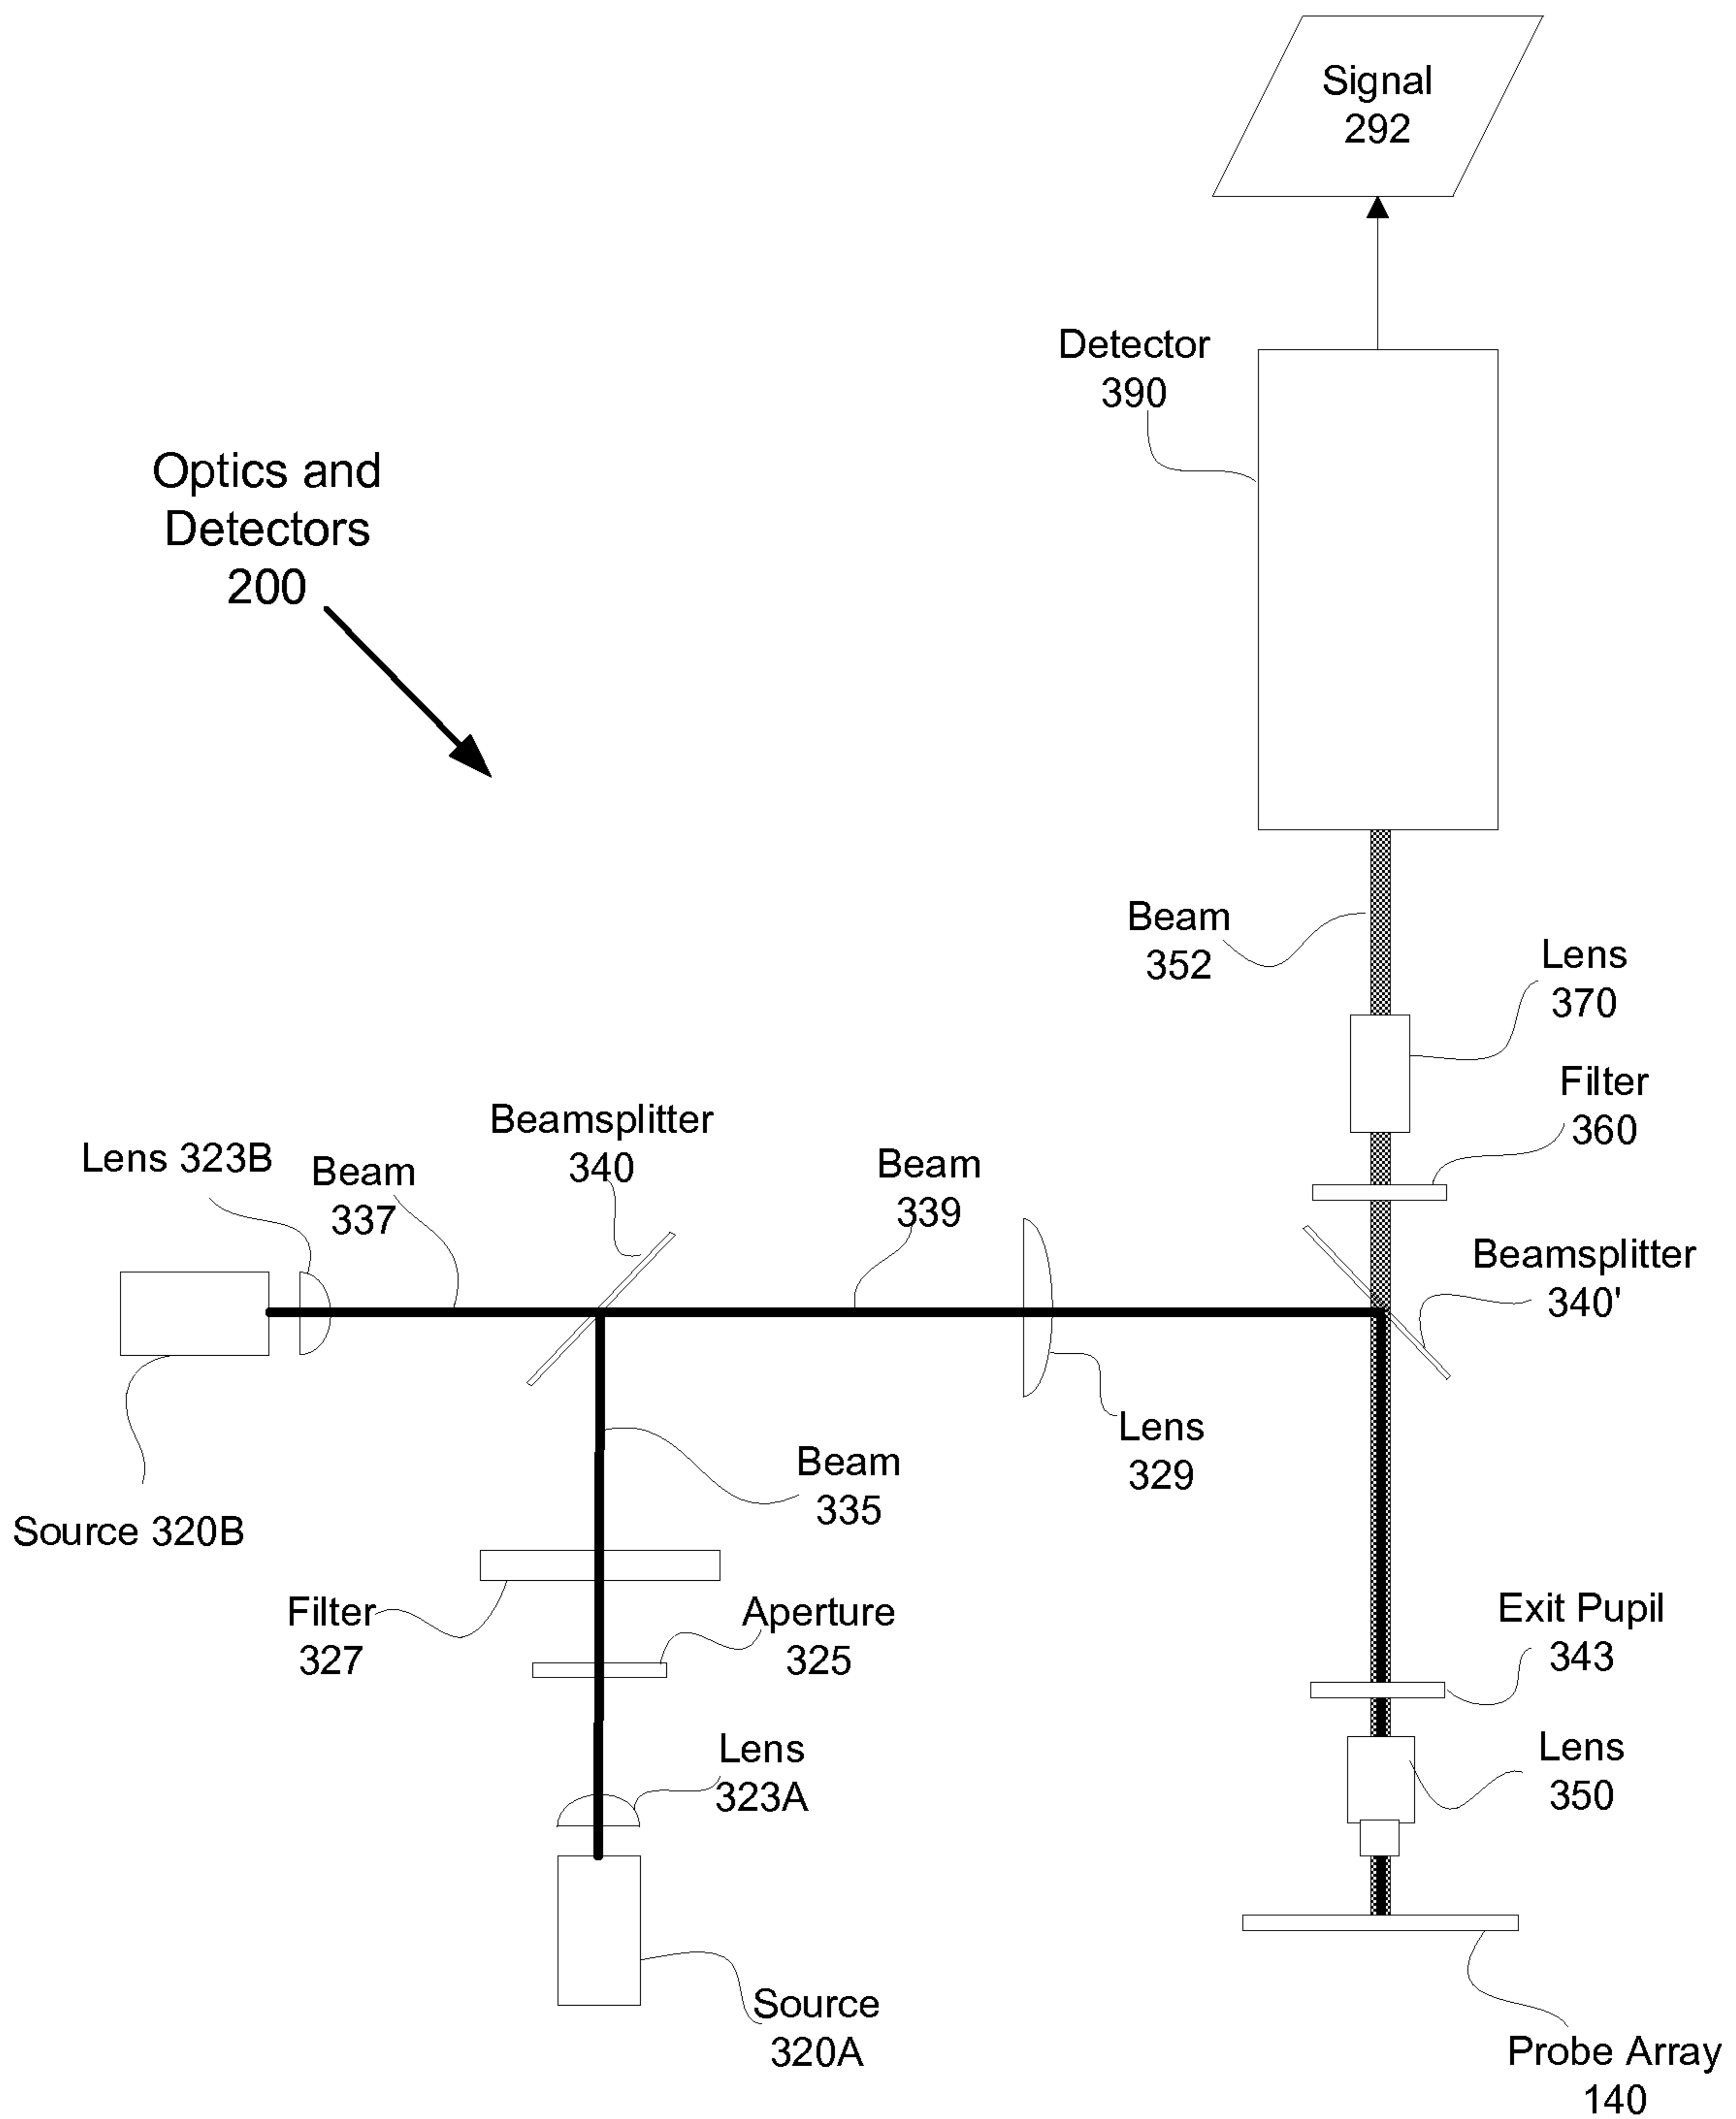 Signal
292
Detector
390
Optics and
Detectors
200
Beam
352
Lens
370
Filter
360
Beamsplitter
340
Lens 323B
Beam
337
Beam
339
Beamsplitter
340'
Lens
329
Beam
335
Source 320B
Filter
327
Aperture
325
Exit Pupil
343
Lens
323A
Lens
350
Source
320A
Probe Array
140